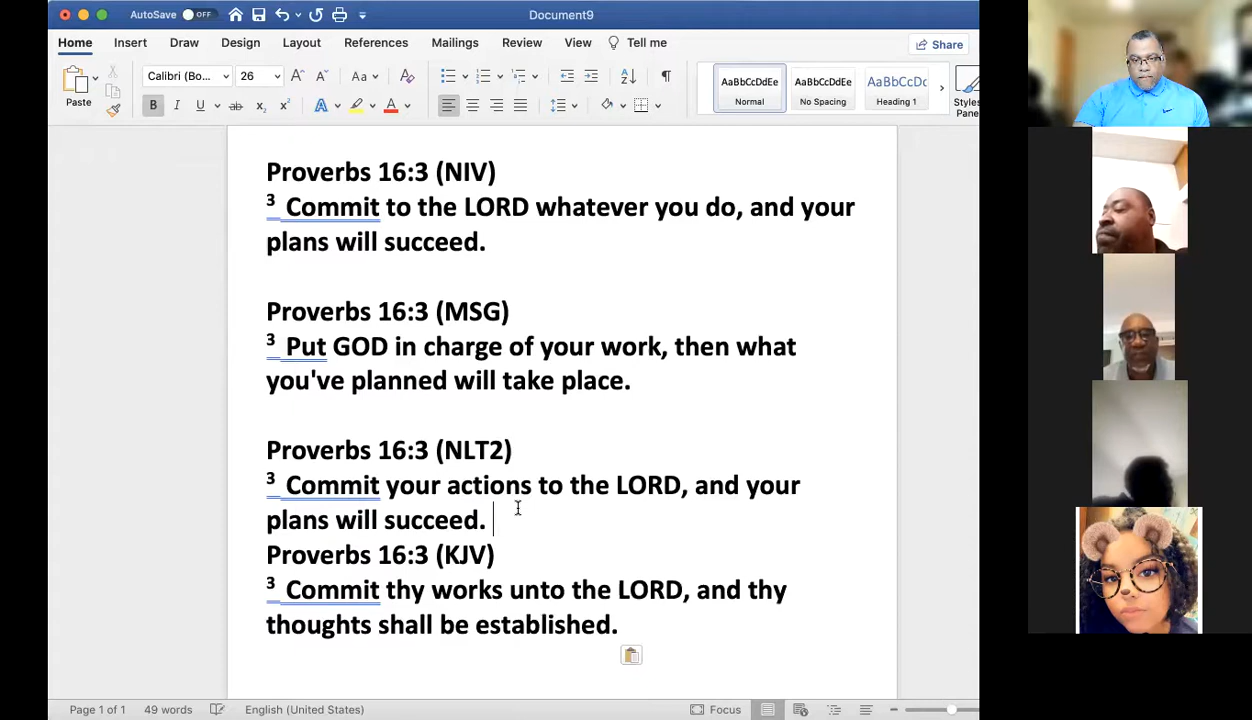 AutoSave OFF
Document9
Home Insert Draw Design Layout References Mailings Review View Tell me
Share
Paste
Calibri (Bo... 26
AaBbCcDdEe AaBbCcDdEe AaBbCcDc
Normal No Spacing Heading 1
Styles
Pane
Proverbs 16:3 (NIV)
3 Commit to the LORD whatever you do, and your
plans will succeed.
Proverbs 16:3 (MSG)
3 Put GOD in charge of your work, then what
you've planned will take place.
Proverbs 16:3 (NLT2)
3 Commit your actions to the LORD, and your
plans will succeed.
Proverbs 16:3 (KJV)
3 Commit thy works unto the LORD, and thy
thoughts shall be established.
Page 1 of 1 49 words English (United States) Focus